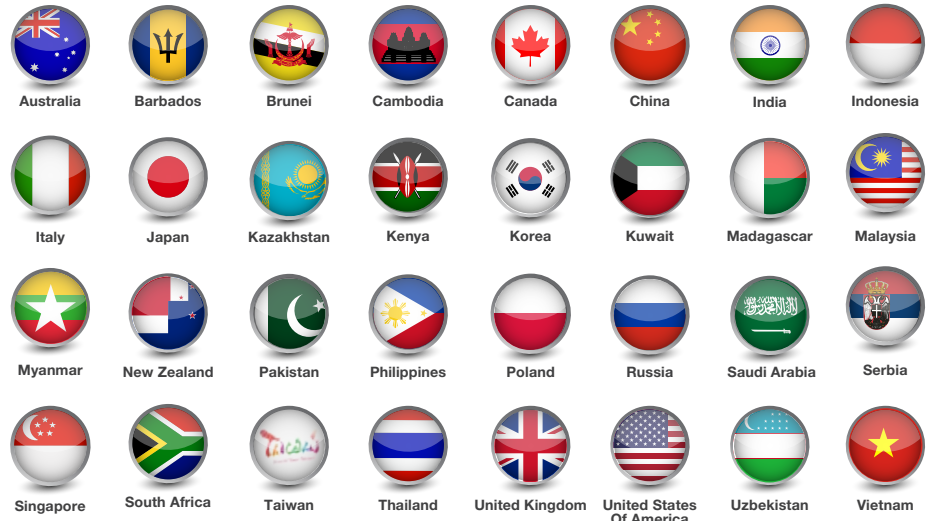 Australia
Barbados
Brunei
Cambodia
Canada
China
India
Indonesia
Italy
Japan
Kazakhstan
Kenya
Korea
Kuwait
Madagascar
Malaysia
Myanmar
New Zealand
Pakistan
Philippines
Poland
Russia
Saudi Arabia
Serbia
Singapore
South Africa
Taiwan
Taiwan
Thailand
United Kingdom
United States
Of America
Uzbekistan
Vietnam